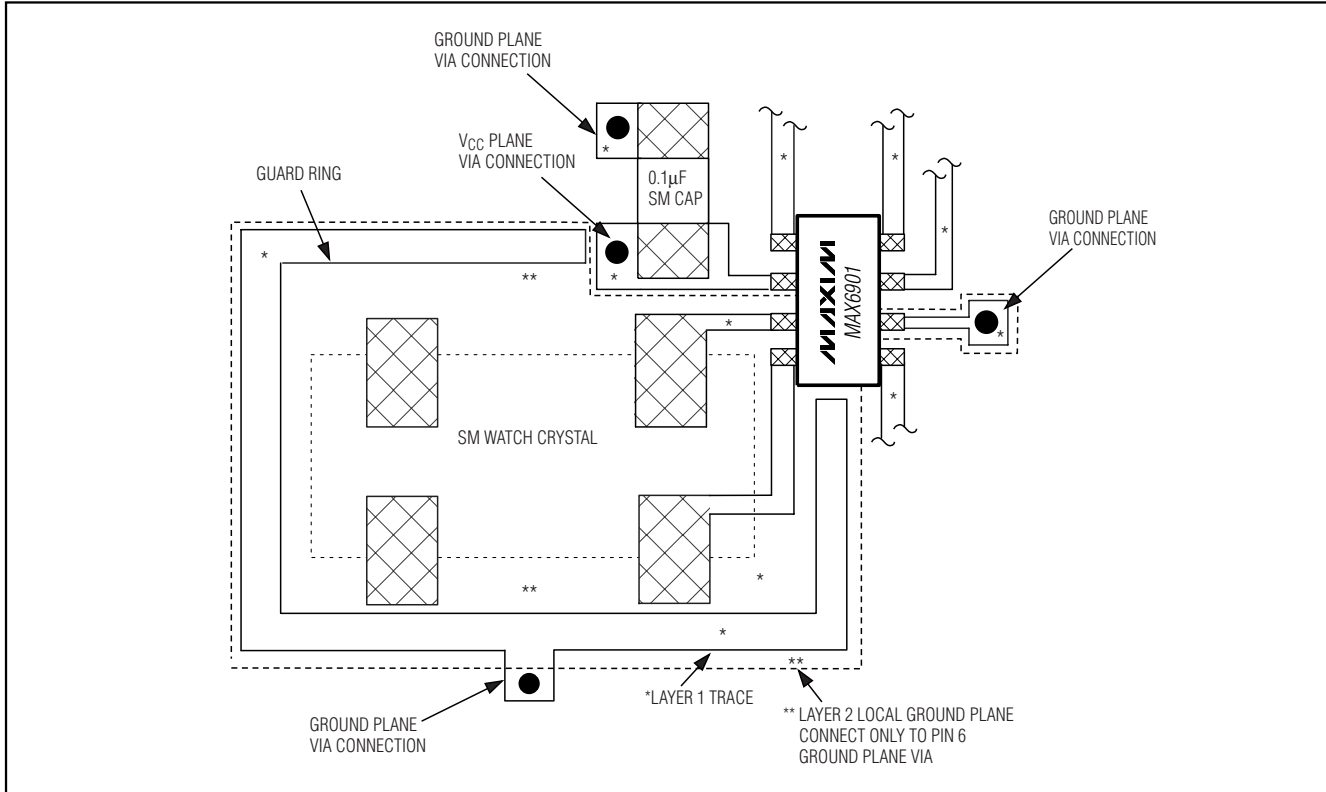 GROUND PLANE
VIA CONNECTION
VCC PLANE
VIA CONNECTION
GUARD RING
0.1µF
SM CAP
GROUND PLANE
VIA CONNECTION
MAXIM
MAX6901
*
*
*
*
*
*
**
*
*
*
SM WATCH CRYSTAL
**
*
*
**
*LAYER 1 TRACE
** LAYER 2 LOCAL GROUND PLANE
CONNECT ONLY TO PIN 6
GROUND PLANE VIA
GROUND PLANE
VIA CONNECTION